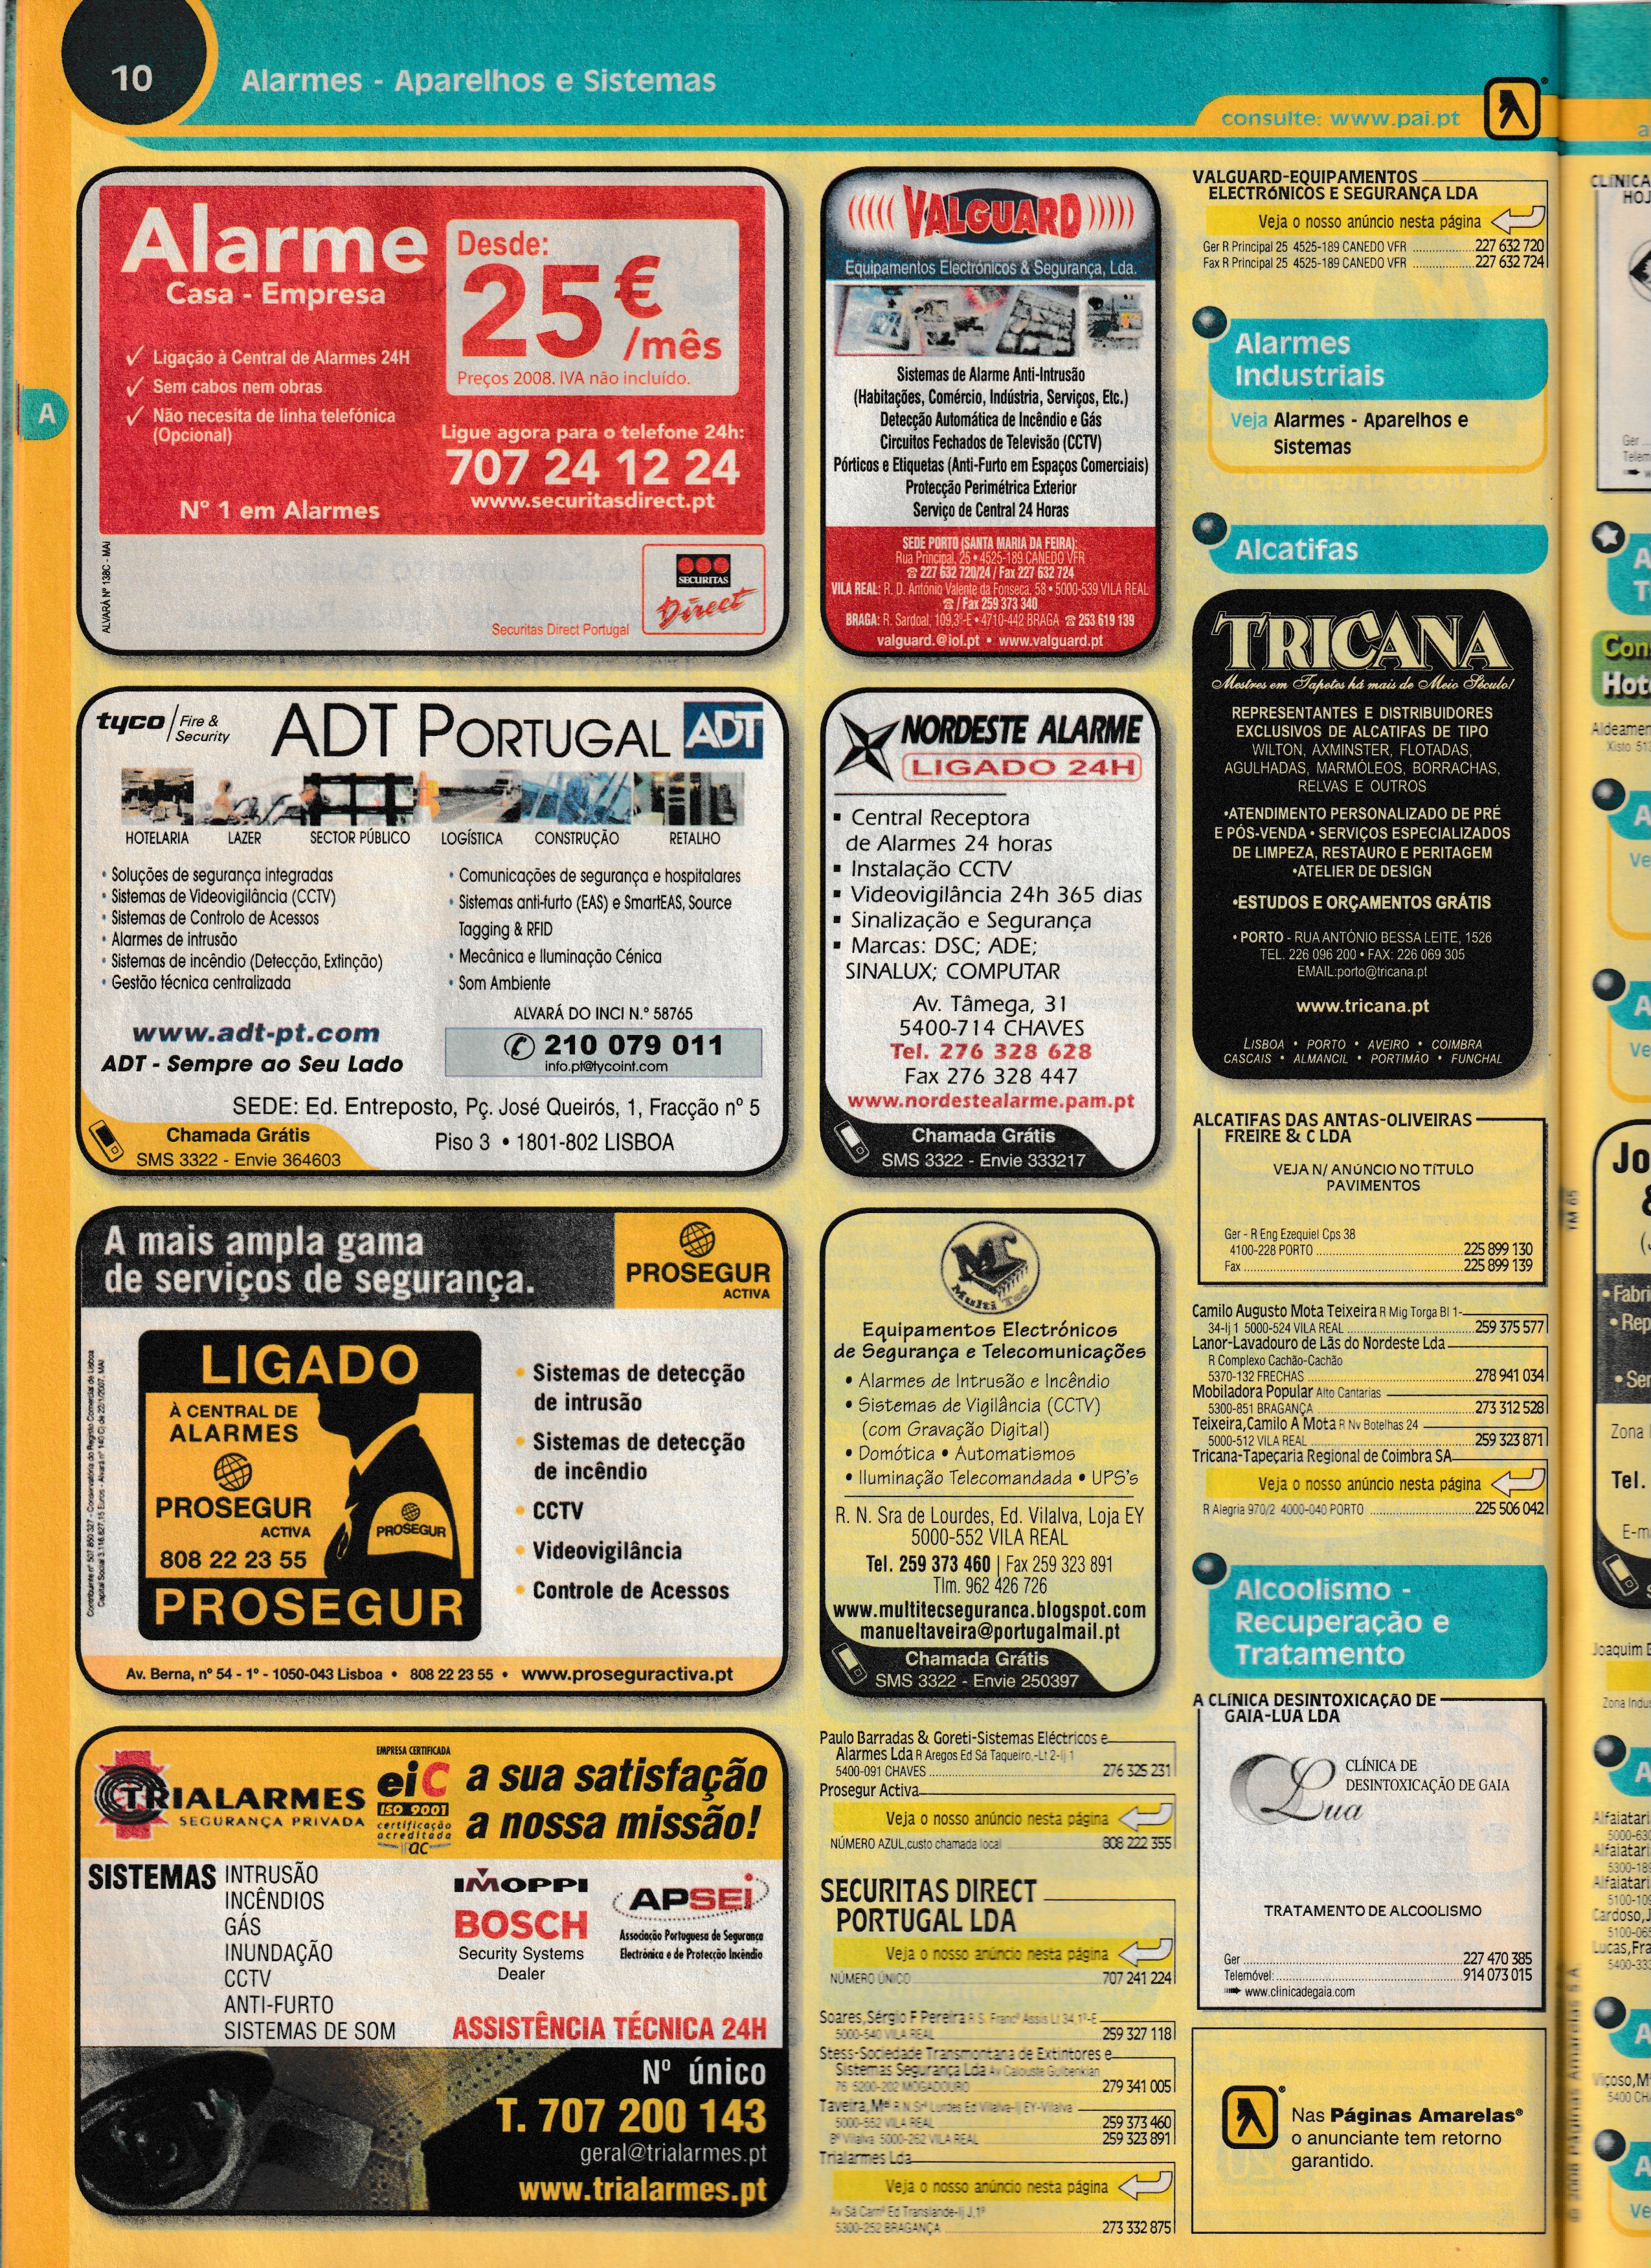 10
Alarmes - Aparelhos e Sistemas
consulte: www.pai.pt
A
Alarme
Casa - Empresa
✓ Ligação à Central de Alarmes 24H
✓ Sem cabos nem obras
✓ Não necesita de linha telefónica
(Opcional)
Nº 1 em Alarmes
Desde:
25€
/mês
Preços 2008. IVA não incluído.
Ligue agora para o telefone 24h:
707 24 12 24
www.securitasdirect.pt
ALVARÁ Nº 138C - MAI
Securitas Direct Portugal
SECURITAS
Direct
tyco Fire &
Security
ADT PORTUGAL
ADT
HOTELARIA LAZER SECTOR PÚBLICO LOGÍSTICA CONSTRUÇÃO RETALHO
• Soluções de segurança integradas
• Sistemas de Videovigilância (CCTV)
• Sistemas de Controlo de Acessos
• Alarmes de intrusão
• Sistemas de incêndio (Detecção, Extinção)
• Gestão técnica centralizada
• Comunicações de segurança e hospitalares
• Sistemas anti-furto (EAS) e SmartEAS, Source
Tagging & RFID
• Mecânica e Iluminação Cénica
• Som Ambiente
ALVARÁ DO INCI N.º 58765
www.adt-pt.com
ADT - Sempre ao Seu Lado
210 079 011
info.pt@tycoint.com
SEDE: Ed. Entreposto, Pç. José Queirós, 1, Fracção nº 5
Piso 3 • 1801-802 LISBOA
Chamada Grátis
SMS 3322 - Envie 364603
A mais ampla gama
de serviços de segurança.
PROSEGUR
ACTIVA
LIGADO
À CENTRAL DE
ALARMES
PROSEGUR
ACTIVA
808 22 23 55
PROSEGUR
PROSEGUR
• Sistemas de detecção
de intrusão
• Sistemas de detecção
de incêndio
• CCTV
• Videovigilância
• Controle de Acessos
Contribuinte nº 507 850 327 - Conservatória do Registo Comercial de Lisboa
Capital Social 3.116.827,15 Euros - Alvará nº 140 C) de 22/1/2007, MAI
Av. Berna, nº 54 - 1º - 1050-043 Lisboa • 808 22 23 55 • www.proseguractiva.pt
TRIALARMES
SEGURANÇA PRIVADA
EMPRESA CERTIFICADA
eiC
ISO 9001
certificação
acreditada
a sua satisfação
a nossa missão!
SISTEMAS INTRUSÃO
INCÊNDIOS
GÁS
INUNDAÇÃO
CCTV
ANTI-FURTO
SISTEMAS DE SOM
IMOPPI
BOSCH
Security Systems
Dealer
APSEi
Associação Portuguesa de Segurança
Electrónica e de Protecção Incêndio
ASSISTÊNCIA TÉCNICA 24H
Nº único
T. 707 200 143
geral@trialarmes.pt
www.trialarmes.pt
VALGUARD
Equipamentos Electrónicos & Segurança, Lda.
Sistemas de Alarme Anti-Intrusão
(Habitações, Comércio, Indústria, Serviços, Etc.)
Detecção Automática de Incêndio e Gás
Circuitos Fechados de Televisão (CCTV)
Pórticos e Etiquetas (Anti-Furto em Espaços Comerciais)
Protecção Perimétrica Exterior
Serviço de Central 24 Horas
SEDE PORTO (SANTA MARIA DA FEIRA):
Rua Principal, 25 • 4525-189 CANEDO VFR
☎ 227 632 720/24 / Fax 227 632 724
VILA REAL: R. D. António Valente da Fonseca, 58 • 5000-539 VILA REAL
☎ / Fax 259 373 340
BRAGA: R. Sardoal, 109,3º-E • 4710-442 BRAGA ☎ 253 619 139
valguard.@iol.pt • www.valguard.pt
NORDESTE ALARME
LIGADO 24H
▪ Central Receptora
de Alarmes 24 horas
▪ Instalação CCTV
▪ Videovigilância 24h 365 dias
▪ Sinalização e Segurança
▪ Marcas: DSC; ADE;
SINALUX; COMPUTAR
Av. Tâmega, 31
5400-714 CHAVES
Tel. 276 328 628
Fax 276 328 447
www.nordestealarme.pam.pt
Chamada Grátis
SMS 3322 - Envie 333217
Multi Tec
Equipamentos Electrónicos
de Segurança e Telecomunicações
• Alarmes de Intrusão e Incêndio
• Sistemas de Vigilância (CCTV)
(com Gravação Digital)
• Domótica • Automatismos
• Iluminação Telecomandada • UPS's
R. N. Sra de Lourdes, Ed. Vilalva, Loja EY
5000-552 VILA REAL
Tel. 259 373 460 | Fax 259 323 891
Tlm. 962 426 726
www.multitecseguranca.blogspot.com
manueltaveira@portugalmail.pt
Chamada Grátis
SMS 3322 - Envie 250397
Paulo Barradas & Goreti-Sistemas Eléctricos e
Alarmes Lda R Aregos Ed Sá Taqueiro,-Lt 2-lj 1
5400-091 CHAVES 276 325 231
Prosegur Activa
Veja o nosso anúncio nesta página
NÚMERO AZUL,custo chamada local 808 222 355
SECURITAS DIRECT
PORTUGAL LDA
Veja o nosso anúncio nesta página
NÚMERO ÚNICO 707 241 224
Soares,Sérgio F Pereira R S. Francº Assis Lt 34,1º-E
5000-540 VILA REAL 259 327 118
Stess-Sociedade Transmontana de Extintores e
Sistemas Segurança Lda Av Calouste Gulbenkian
76 5200-202 MOGADOURO 279 341 005
Taveira,Mel R N.Srª Lurdes Ed Vilalva-lj EY-Vilalva
5000-552 VILA REAL 259 373 460
Bº Vilalva 5000-262 VILA REAL 259 323 891
Trialarmes Lda
Veja o nosso anúncio nesta página
Av Sá Carnº Ed Translande-lj J,1º
5300-252 BRAGANÇA 273 332 875
VALGUARD-EQUIPAMENTOS
ELECTRÓNICOS E SEGURANÇA LDA
Veja o nosso anúncio nesta página
Ger R Principal 25 4525-189 CANEDO VFR 227 632 720
Fax R Principal 25 4525-189 CANEDO VFR 227 632 724
Alarmes
Industriais
Veja Alarmes - Aparelhos e
Sistemas
Alcatifas
TRICANA
Mestres em Tapetes há mais de Meio Século!
REPRESENTANTES E DISTRIBUIDORES
EXCLUSIVOS DE ALCATIFAS DE TIPO
WILTON, AXMINSTER, FLOTADAS,
AGULHADAS, MARMÓLEOS, BORRACHAS,
RELVAS E OUTROS
•ATENDIMENTO PERSONALIZADO DE PRÉ
E PÓS-VENDA • SERVIÇOS ESPECIALIZADOS
DE LIMPEZA, RESTAURO E PERITAGEM
•ATELIER DE DESIGN
•ESTUDOS E ORÇAMENTOS GRÁTIS
• PORTO - RUA ANTÓNIO BESSA LEITE, 1526
TEL. 226 096 200 • FAX: 226 069 305
EMAIL:porto@tricana.pt
www.tricana.pt
LISBOA • PORTO • AVEIRO • COIMBRA
CASCAIS • ALMANCIL • PORTIMÃO • FUNCHAL
ALCATIFAS DAS ANTAS-OLIVEIRAS
FREIRE & C LDA
VEJA N/ ANÚNCIO NO TÍTULO
PAVIMENTOS
Ger - R Eng Ezequiel Cps 38
4100-228 PORTO 225 899 130
Fax 225 899 139
Camilo Augusto Mota Teixeira R Mig Torga Bl 1-
34-lj 1 5000-524 VILA REAL 259 375 577
Lanor-Lavadouro de Lãs do Nordeste Lda
R Complexo Cachão-Cachão
5370-132 FRECHAS 278 941 034
Mobiladora Popular Alto Cantarias
5300-851 BRAGANÇA 273 312 528
Teixeira,Camilo A Mota R Nv Botelhas 24
5000-512 VILA REAL 259 323 871
Tricana-Tapeçaria Regional de Coimbra SA
Veja o nosso anúncio nesta página
R Alegria 970/2 4000-040 PORTO 225 506 042
Alcoolismo -
Recuperação e
Tratamento
A CLÍNICA DESINTOXICAÇÃO DE
GAIA-LUA LDA
Lua
CLÍNICA DE
DESINTOXICAÇÃO DE GAIA
TRATAMENTO DE ALCOOLISMO
Ger 227 470 385
Telemóvel: 914 073 015
www.clinicadegaia.com
Nas Páginas Amarelas®
o anunciante tem retorno
garantido.
TM 65
© 2008 Páginas Amarelas S A